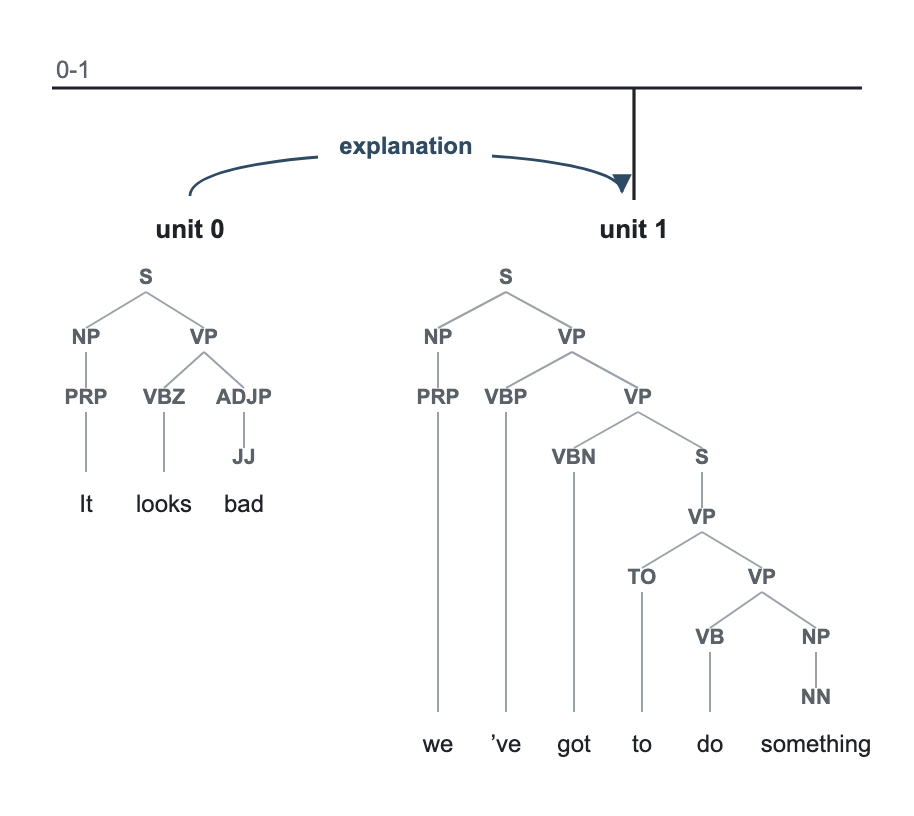 0-1
explanation
unit 0 unit 1
S S
NP VP NP VP
PRP VBZ ADJP PRP VBP VP
JJ VBN S
It looks bad
VP
TO VP
VB NP
NN
we ’ve got to do something